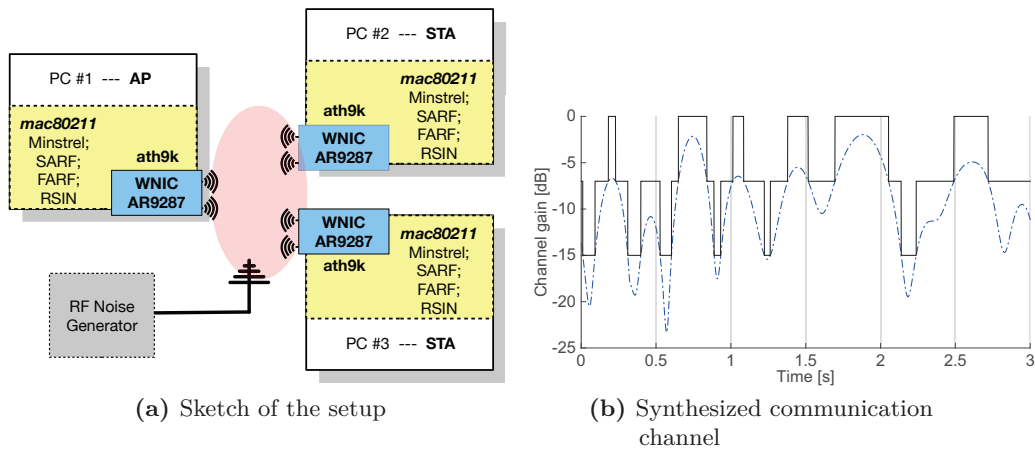 PC #1 --- AP
mac80211
Minstrel;
SARF;
FARF;
RSIN
ath9k
WNIC
AR9287
PC #2 --- STA
mac80211
Minstrel;
SARF;
FARF;
RSIN
ath9k
WNIC
AR9287
WNIC
AR9287
ath9k
mac80211
Minstrel;
SARF;
FARF;
RSIN
PC #3 --- STA
RF Noise
Generator
(a) Sketch of the setup
Channel gain [dB]
0
-5
-10
-15
-20
-25
0 0.5 1 1.5 2 2.5 3
Time [s]
(b) Synthesized communication
channel